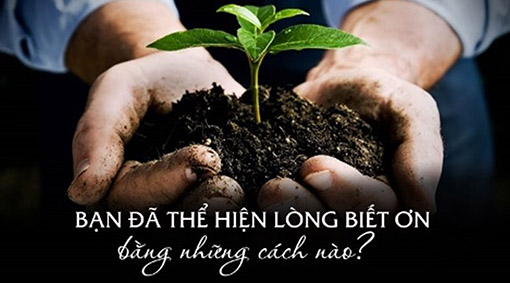 BẠN ĐÃ THỂ HIỆN LÒNG BIẾT ƠN
bằng những cách nào?